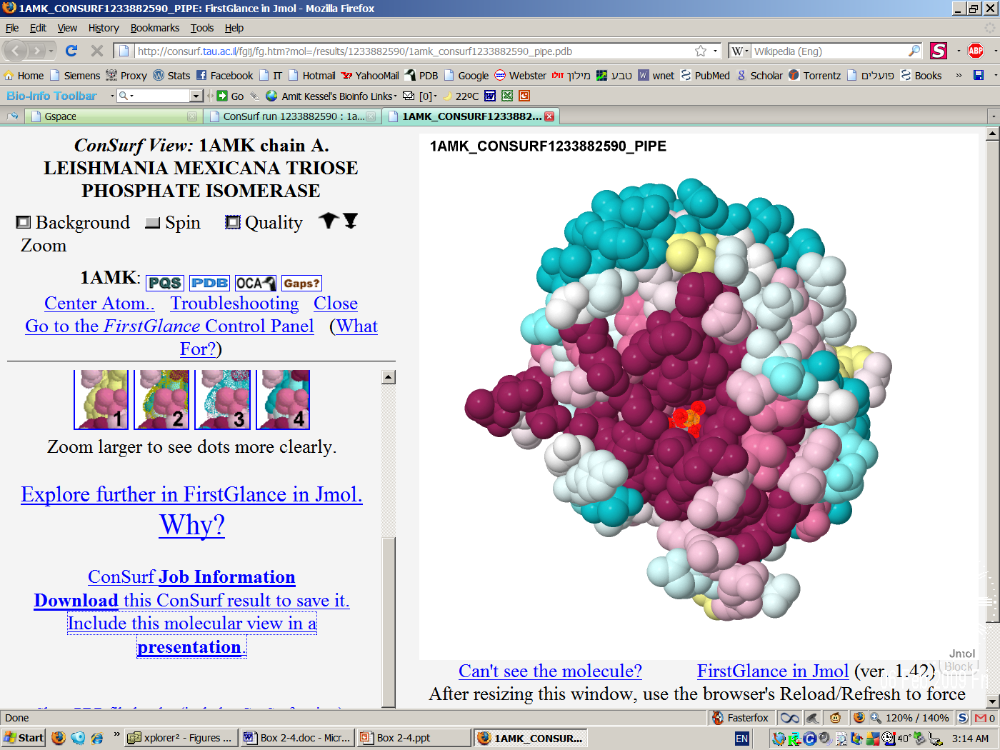 1AMK_CONSURF1233882590_PIPE: FirstGlance in Jmol - Mozilla Firefox
File Edit View History Bookmarks Tools Help
http://consurf.tau.ac.il/fgij/fg.htm?mol=/results/1233882590/1amk_consurf1233882590_pipe.pdb
W Wikipedia (Eng) S ABP
Home Siemens Proxy Stats Facebook IT Hotmail YahooMail PDB Google Webster מילון זולו טבע wnet PubMed Scholar Torrentz פועלים Books »
Bio-Info Toolbar Go Amit Kessel's Bioinfo Links [0] 22ºC
Gspace ConSurf run 1233882590 : 1a... 1AMK_CONSURF1233882...
ConSurf View: 1AMK chain A.
LEISHMANIA MEXICANA TRIOSE
PHOSPHATE ISOMERASE
Background Spin Quality
Zoom
1AMK: PQS PDB OCA Gaps?
Center Atom.. Troubleshooting Close
Go to the FirstGlance Control Panel (What
For?)
1 2 3 4
Zoom larger to see dots more clearly.
Explore further in FirstGlance in Jmol.
Why?
ConSurf Job Information
Download this ConSurf result to save it.
Include this molecular view in a
presentation.
1AMK_CONSURF1233882590_PIPE
Jmol
Block
Can't see the molecule? FirstGlance in Jmol (ver. 1.42)
06 Feb 2009 Fri
After resizing this window, use the browser's Reload/Refresh to force
Done Fasterfox 120% / 140% S 0
Start » xplorer² - Figures ... Box 2-4.doc - Micr... Box 2-4.ppt 1AMK_CONSUR... EN 40° 3:14 AM